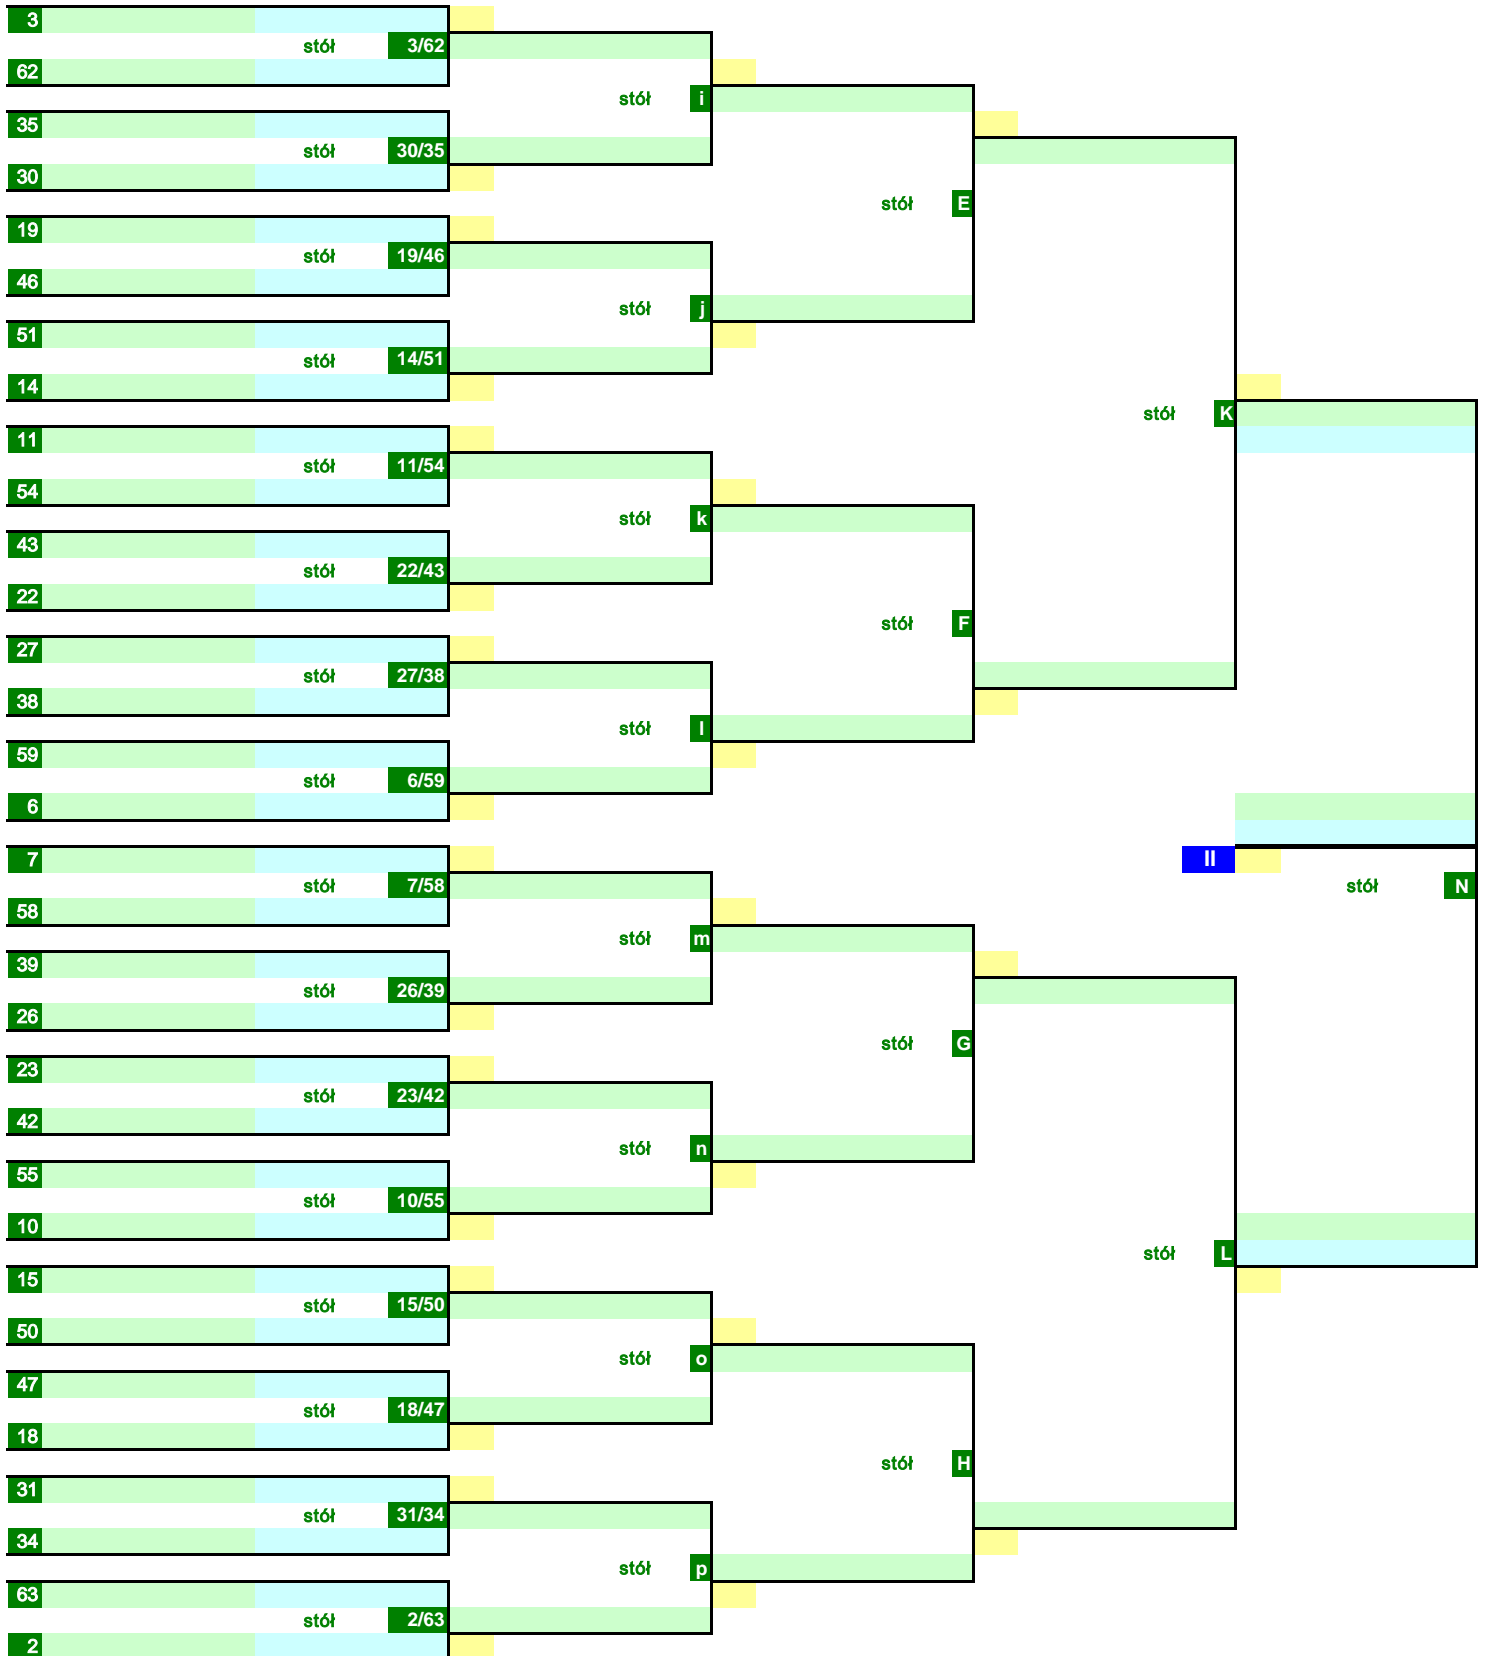 3
stół 3/62
62
stół i
35
stół 30/35
30
stół E
19
stół 19/46
46
stół j
51
stół 14/51
14
stół K
11
stół 11/54
54
stół k
43
stół 22/43
22
stół F
27
stół 27/38
38
stół l
59
stół 6/59
6
7
II
stół 7/58 stół N
58
stół m
39
stół 26/39
26
stół G
23
stół 23/42
42
stół n
55
stół 10/55
10
stół L
15
stół 15/50
50
stół o
47
stół 18/47
18
stół H
31
stół 31/34
34
stół p
63
stół 2/63
2